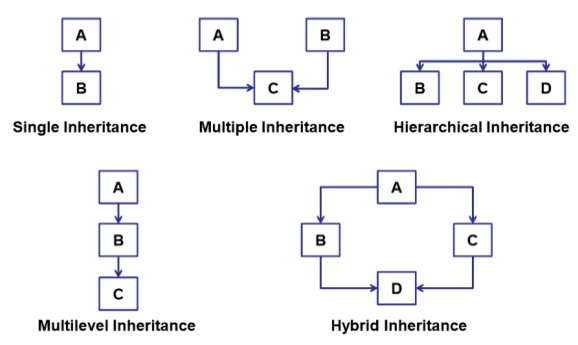 A
B
Single Inheritance
A B
C
Multiple Inheritance
A
B C D
Hierarchical Inheritance
A
B
C
Multilevel Inheritance
A
B C
D
Hybrid Inheritance